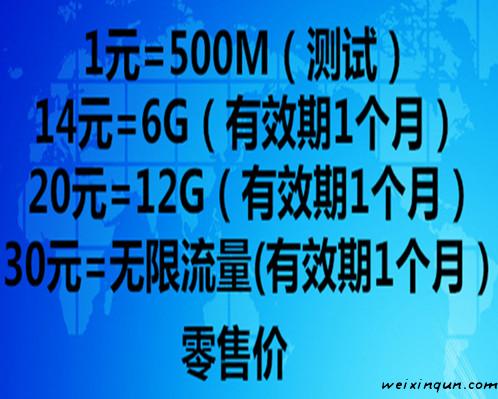 1元=500M（测试）
14元=6G（有效期1个月）
20元=12G（有效期1个月）
30元=无限流量(有效期1个月）
零售价
weixinqun.com